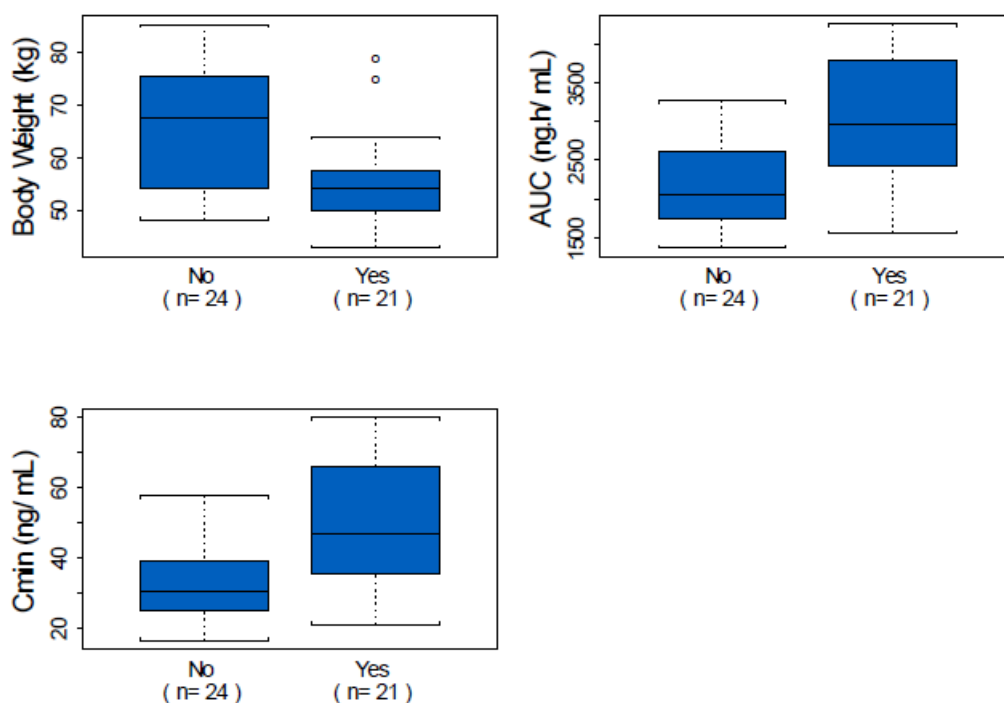 Body Weight (kg)
80
70
60
50
No
( n= 24 )
Yes
( n= 21 )
AUC (ng.h/ mL)
3500
2500
1500
No
( n= 24 )
Yes
( n= 21 )
Cmin (ng/ mL)
80
60
40
20
No
( n= 24 )
Yes
( n= 21 )